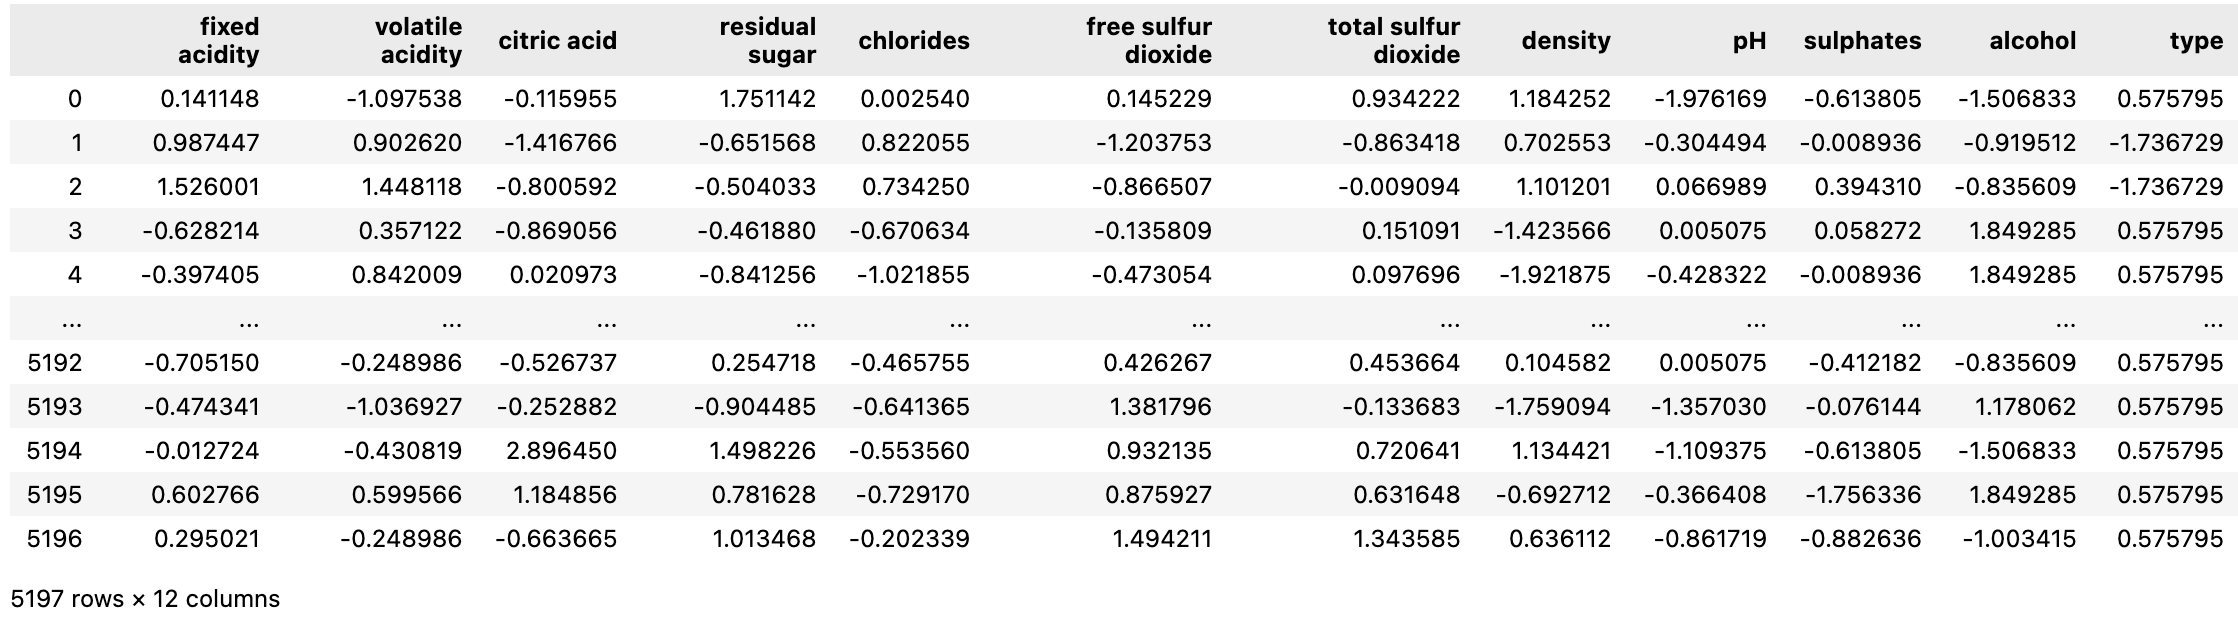 fixed acidity volatile acidity citric acid residual sugar chlorides free sulfur dioxide total sulfur dioxide density pH sulphates alcohol type
0 0.141148 -1.097538 -0.115955 1.751142 0.002540 0.145229 0.934222 1.184252 -1.976169 -0.613805 -1.506833 0.575795
1 0.987447 0.902620 -1.416766 -0.651568 0.822055 -1.203753 -0.863418 0.702553 -0.304494 -0.008936 -0.919512 -1.736729
2 1.526001 1.448118 -0.800592 -0.504033 0.734250 -0.866507 -0.009094 1.101201 0.066989 0.394310 -0.835609 -1.736729
3 -0.628214 0.357122 -0.869056 -0.461880 -0.670634 -0.135809 0.151091 -1.423566 0.005075 0.058272 1.849285 0.575795
4 -0.397405 0.842009 0.020973 -0.841256 -1.021855 -0.473054 0.097696 -1.921875 -0.428322 -0.008936 1.849285 0.575795
... ... ... ... ... ... ... ... ... ... ... ... ...
5192 -0.705150 -0.248986 -0.526737 0.254718 -0.465755 0.426267 0.453664 0.104582 0.005075 -0.412182 -0.835609 0.575795
5193 -0.474341 -1.036927 -0.252882 -0.904485 -0.641365 1.381796 -0.133683 -1.759094 -1.357030 -0.076144 1.178062 0.575795
5194 -0.012724 -0.430819 2.896450 1.498226 -0.553560 0.932135 0.720641 1.134421 -1.109375 -0.613805 -1.506833 0.575795
5195 0.602766 0.599566 1.184856 0.781628 -0.729170 0.875927 0.631648 -0.692712 -0.366408 -1.756336 1.849285 0.575795
5196 0.295021 -0.248986 -0.663665 1.013468 -0.202339 1.494211 1.343585 0.636112 -0.861719 -0.882636 -1.003415 0.575795
5197 rows × 12 columns